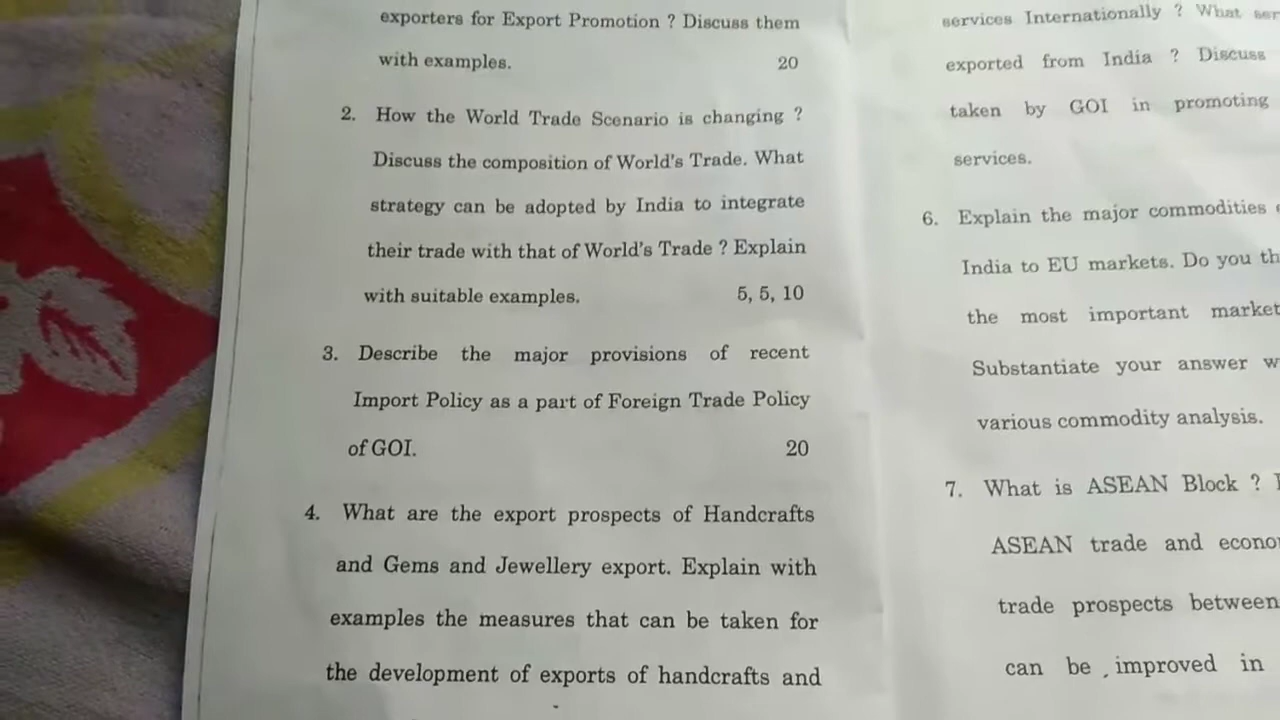 exporters for Export Promotion ? Discuss them
with examples. 20
2. How the World Trade Scenario is changing ?
Discuss the composition of World's Trade. What
strategy can be adopted by India to integrate
their trade with that of World's Trade ? Explain
with suitable examples. 5, 5, 10
3. Describe the major provisions of recent
Import Policy as a part of Foreign Trade Policy
of GOI. 20
4. What are the export prospects of Handcrafts
and Gems and Jewellery export. Explain with
examples the measures that can be taken for
the development of exports of handcrafts and
services Internationally ? What
exported from India ? Discuss
taken by GOI in promoting
services.
6. Explain the major commodities
India to EU markets. Do you
the most important market
Substantiate your answer
various commodity analysis.
7. What is ASEAN Block ?
ASEAN trade and
trade prospects between
can be improved in